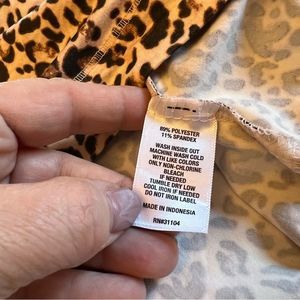 89% POLYESTER
11% SPANDEX
WASH INSIDE OUT
MACHINE WASH COLD
WITH LIKE COLORS
ONLY NON-CHLORINE
BLEACH
IF NEEDED
TUMBLE DRY LOW
COOL IRON IF NEEDED
DO NOT IRON LABEL
MADE IN INDONESIA
RN#31104